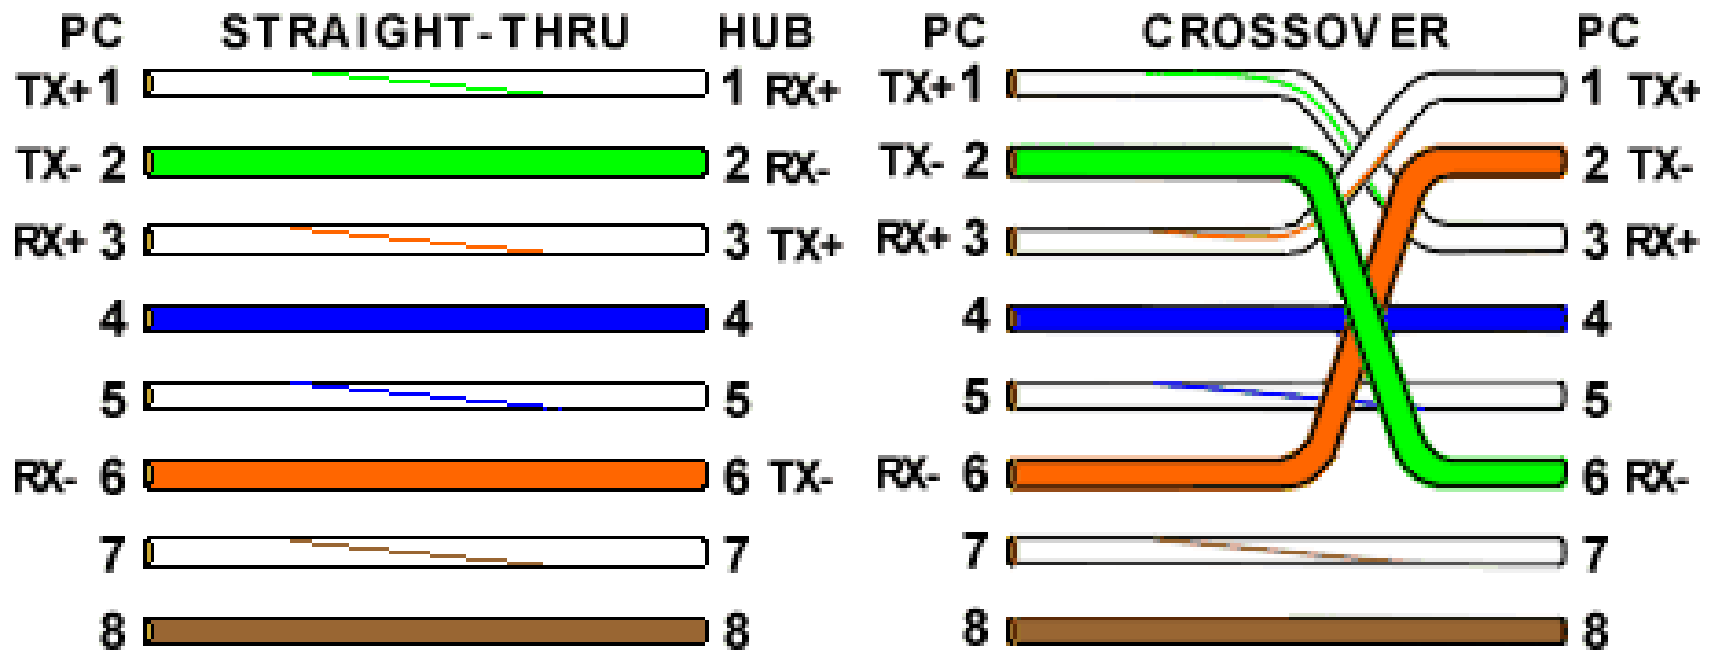 PC STRAIGHT-THRU HUB PC CROSSOVER PC
TX+ 1 1 RX+ TX+ 1 1 TX+
TX- 2 2 RX- TX- 2 2 TX-
RX+ 3 3 TX+ RX+ 3 3 RX+
4 4 4 4
5 5 5 5
RX- 6 6 TX- RX- 6 6 RX-
7 7 7 7
8 8 8 8